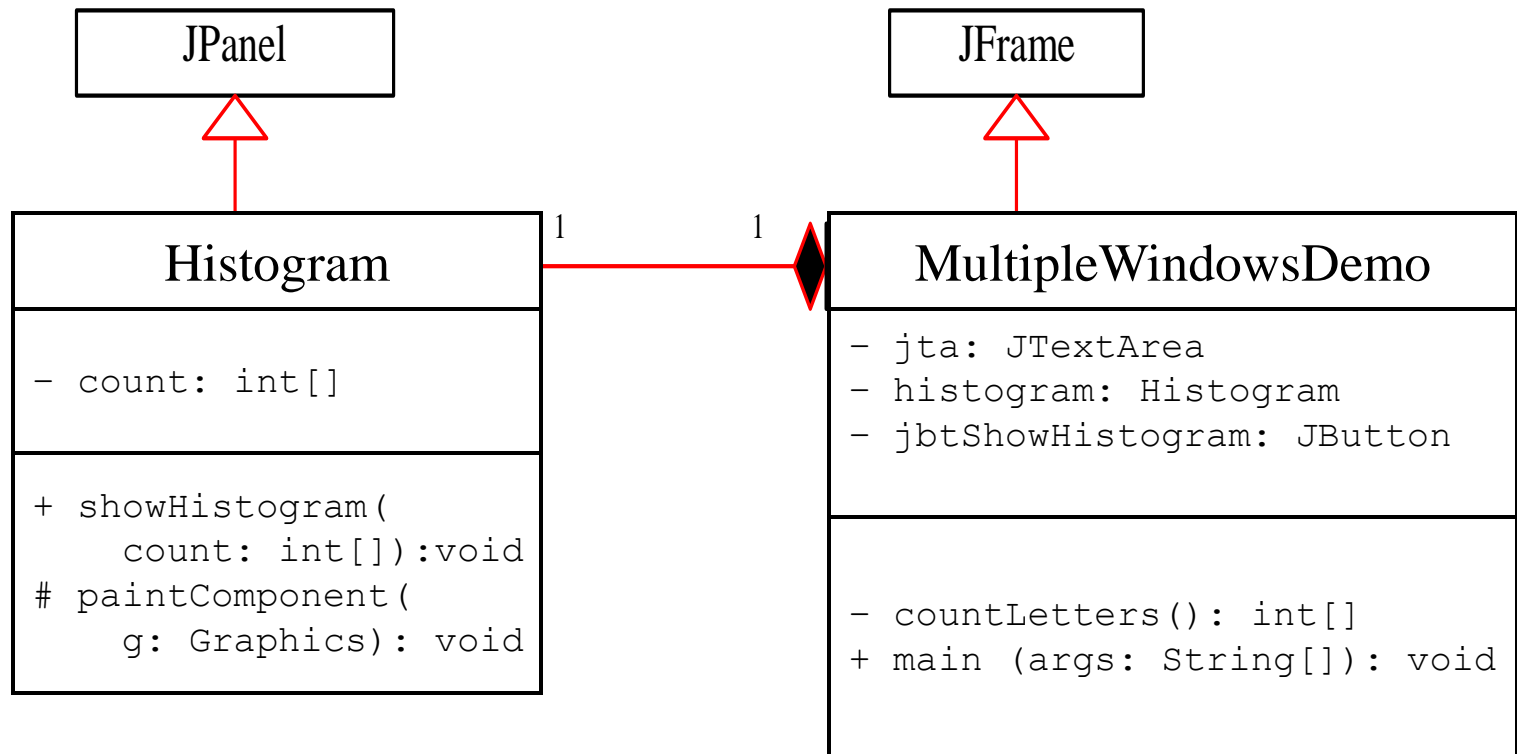 JPanel
JFrame
1
1
Histogram
- count: int[]
+ showHistogram(
count: int[]):void
# paintComponent(
g: Graphics): void
MultipleWindowsDemo
- jta: JTextArea
- histogram: Histogram
- jbtShowHistogram: JButton
- countLetters(): int[]
+ main (args: String[]): void